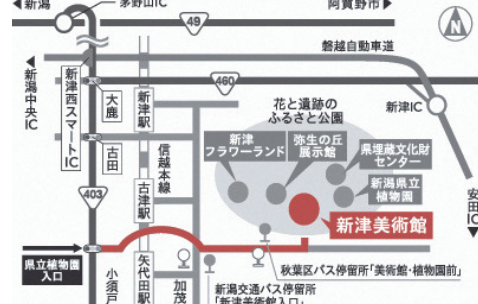 ◀新潟
茅野山IC
阿賀野市▶
49
N
磐越自動車道
新潟中央IC
新津西スマートIC
大鹿
新津駅
460
新津IC
花と遺跡の
ふるさと公園
古田
信越本線
新津
フラワーランド
弥生の丘
展示館
県埋蔵文化財
センター
新潟県立
植物園
403
古津駅
安田IC
新津美術館
県立植物園
入口
小須戸
矢代田駅
加茂
秋葉区バス停留所「美術館・植物園前」
新潟交通バス停留所
「新津美術館入口」